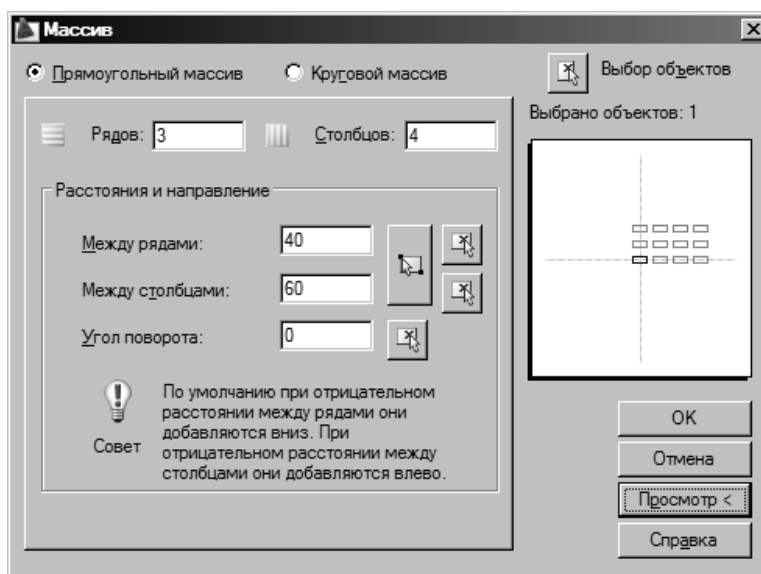 Массив
Прямоугольный массив Круговой массив Выбор объектов
Выбрано объектов: 1
Рядов: 3 Столбцов: 4
Расстояния и направление
Между рядами: 40
Между столбцами: 60
Угол поворота: 0
Совет
По умолчанию при отрицательном
расстоянии между рядами они
добавляются вниз. При
отрицательном расстоянии между
столбцами они добавляются влево.
OK
Отмена
Просмотр <
Справка